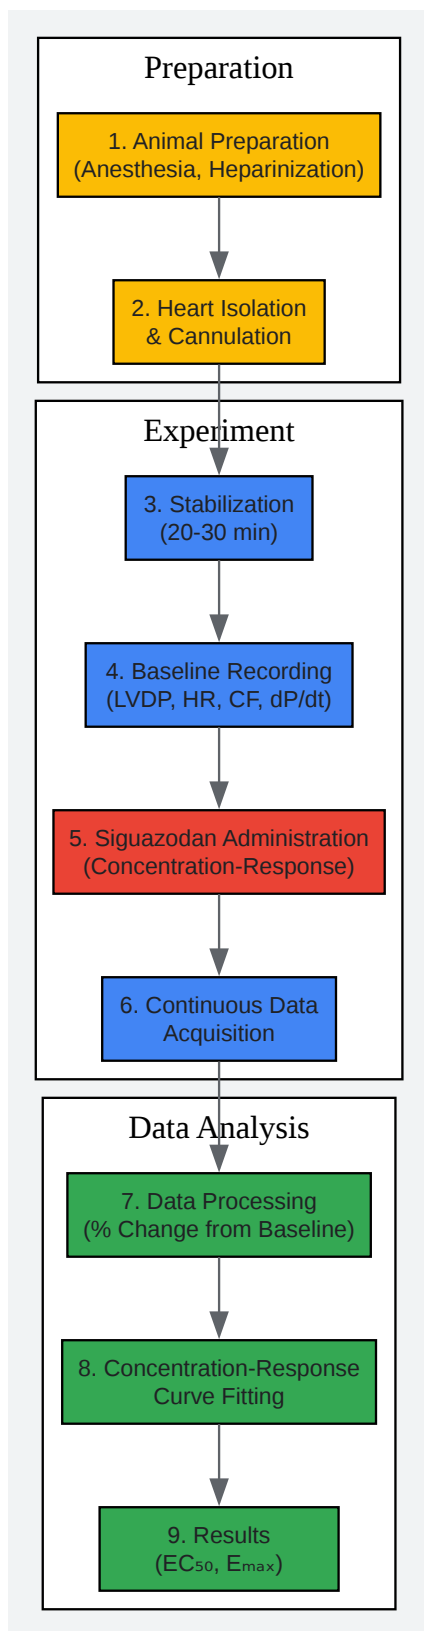 Preparation
1. Animal Preparation
(Anesthesia, Heparinization)
2. Heart Isolation
& Cannulation
Experiment
3. Stabilization
(20-30 min)
4. Baseline Recording
(LVDP, HR, CF, dP/dt)
5. Siguazodan Administration
(Concentration-Response)
6. Continuous Data
Acquisition
Data Analysis
7. Data Processing
(% Change from Baseline)
8. Concentration-Response
Curve Fitting
9. Results
(EC₅₀, Eₘₐₓ)